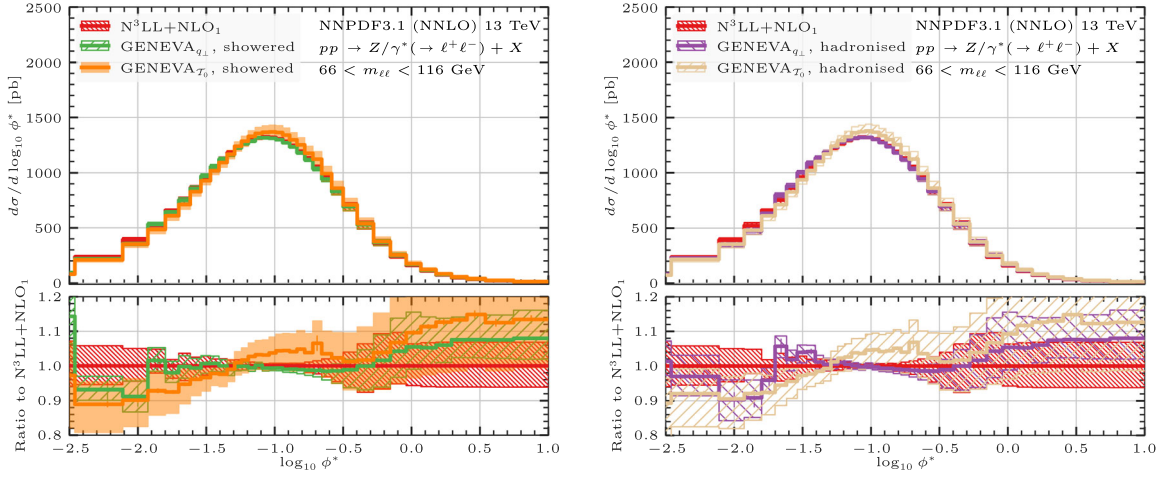 N³LL+NLO₁
GENEVA_q⊥, showered
GENEVA_𝒯₀, showered
NNPDF3.1 (NNLO) 13 TeV
pp → Z/γ*(→ ℓ⁺ℓ⁻) + X
66 < m_ℓℓ < 116 GeV
dσ/d log₁₀ ϕ* [pb]
2500
2000
1500
1000
500
0
Ratio to N³LL+NLO₁
1.2
1.1
1.0
0.9
0.8
−2.5 −2.0 −1.5 −1.0 −0.5 0.0 0.5 1.0
log₁₀ ϕ*
N³LL+NLO₁
GENEVA_q⊥, hadronised
GENEVA_𝒯₀, hadronised
NNPDF3.1 (NNLO) 13 TeV
pp → Z/γ*(→ ℓ⁺ℓ⁻) + X
66 < m_ℓℓ < 116 GeV
dσ/d log₁₀ ϕ* [pb]
2500
2000
1500
1000
500
0
Ratio to N³LL+NLO₁
1.2
1.1
1.0
0.9
0.8
−2.5 −2.0 −1.5 −1.0 −0.5 0.0 0.5 1.0
log₁₀ ϕ*